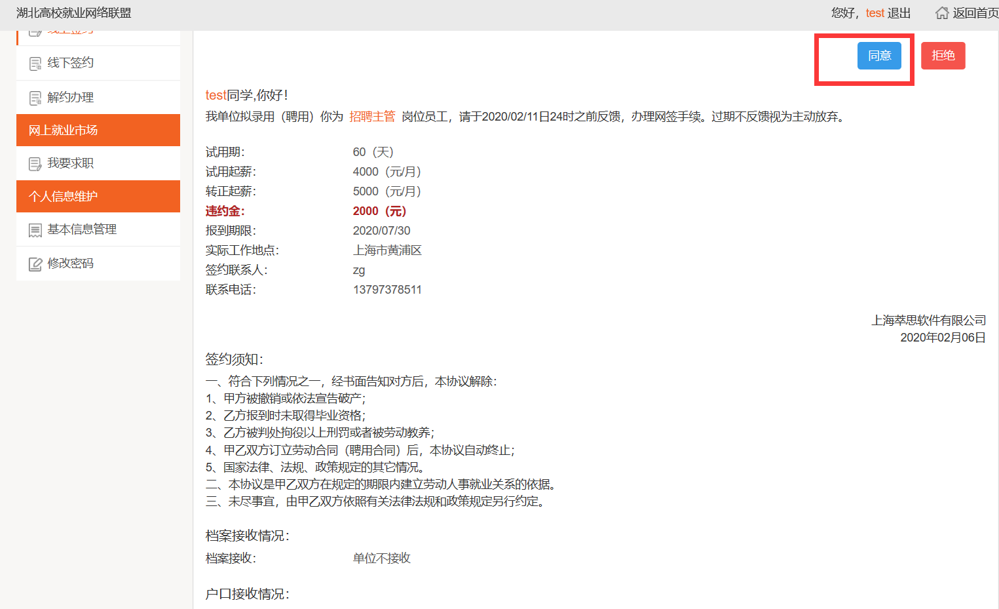 湖北高校就业网络联盟
您好，test 退出 返回首页
线上签约
线下签约
解约办理
网上就业市场
我要求职
个人信息维护
基本信息管理
修改密码
同意 拒绝
test同学,你好！
我单位拟录用（聘用）你为 招聘主管 岗位员工，请于2020/02/11日24时之前反馈，办理网签手续。过期不反馈视为主动放弃。
试用期： 60（天）
试用起薪： 4000（元/月）
转正起薪： 5000（元/月）
违约金： 2000（元）
报到期限： 2020/07/30
实际工作地点： 上海市黄浦区
签约联系人： zg
联系电话： 13797378511
上海萃思软件有限公司
2020年02月06日
签约须知：
一、符合下列情况之一，经书面告知对方后，本协议解除：
1、甲方被撤销或依法宣告破产；
2、乙方报到时未取得毕业资格；
3、乙方被判处拘役以上刑罚或者被劳动教养；
4、甲乙双方订立劳动合同（聘用合同）后，本协议自动终止；
5、国家法律、法规、政策规定的其它情况。
二、本协议是甲乙双方在规定的期限内建立劳动人事就业关系的依据。
三、未尽事宜，由甲乙双方依照有关法律法规和政策规定另行约定。
档案接收情况：
档案接收： 单位不接收
户口接收情况：